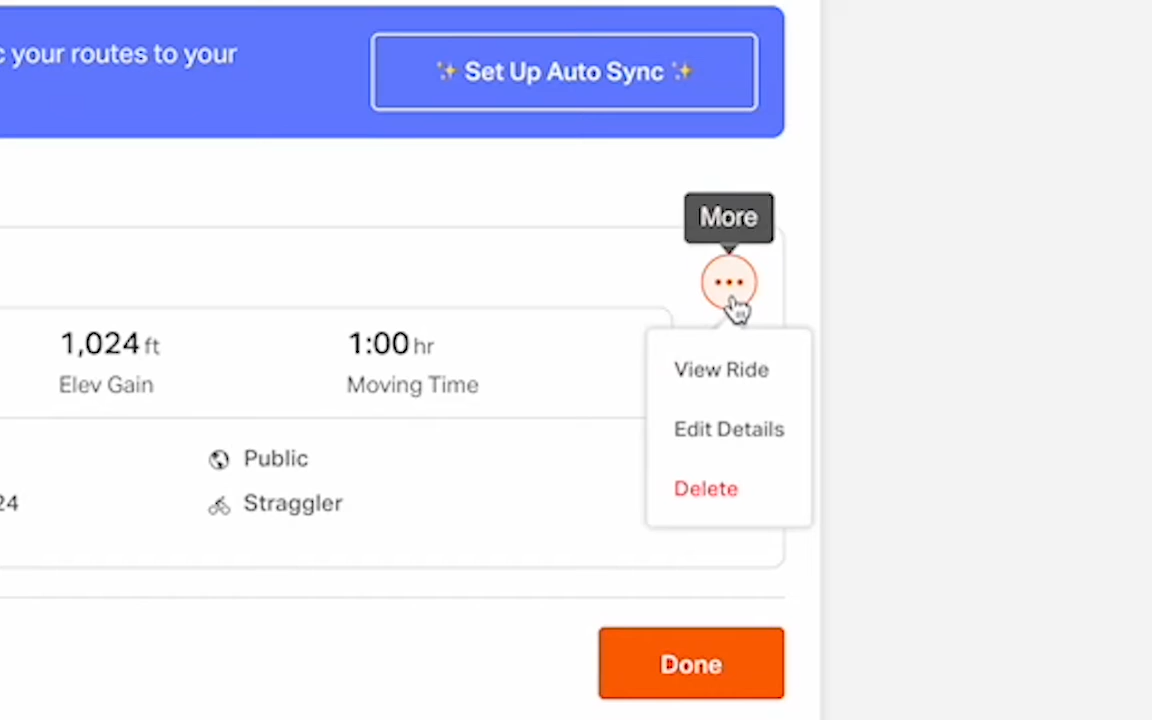 your routes to your
✨ Set Up Auto Sync ✨
More
1,024 ft
Elev Gain
1:00 hr
Moving Time
View Ride
Edit Details
Delete
Public
24
Straggler
Done